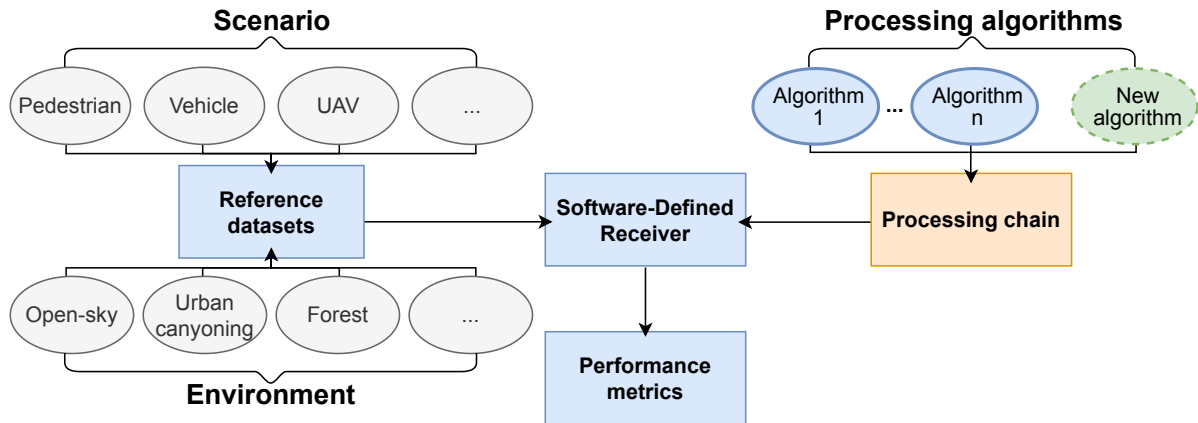 Scenario
Processing algorithms
Pedestrian
Vehicle
UAV
...
Algorithm
1
...
Algorithm
n
New
algorithm
Reference
datasets
Software-Defined
Receiver
Processing chain
Open-sky
Urban
canyoning
Forest
...
Performance
metrics
Environment